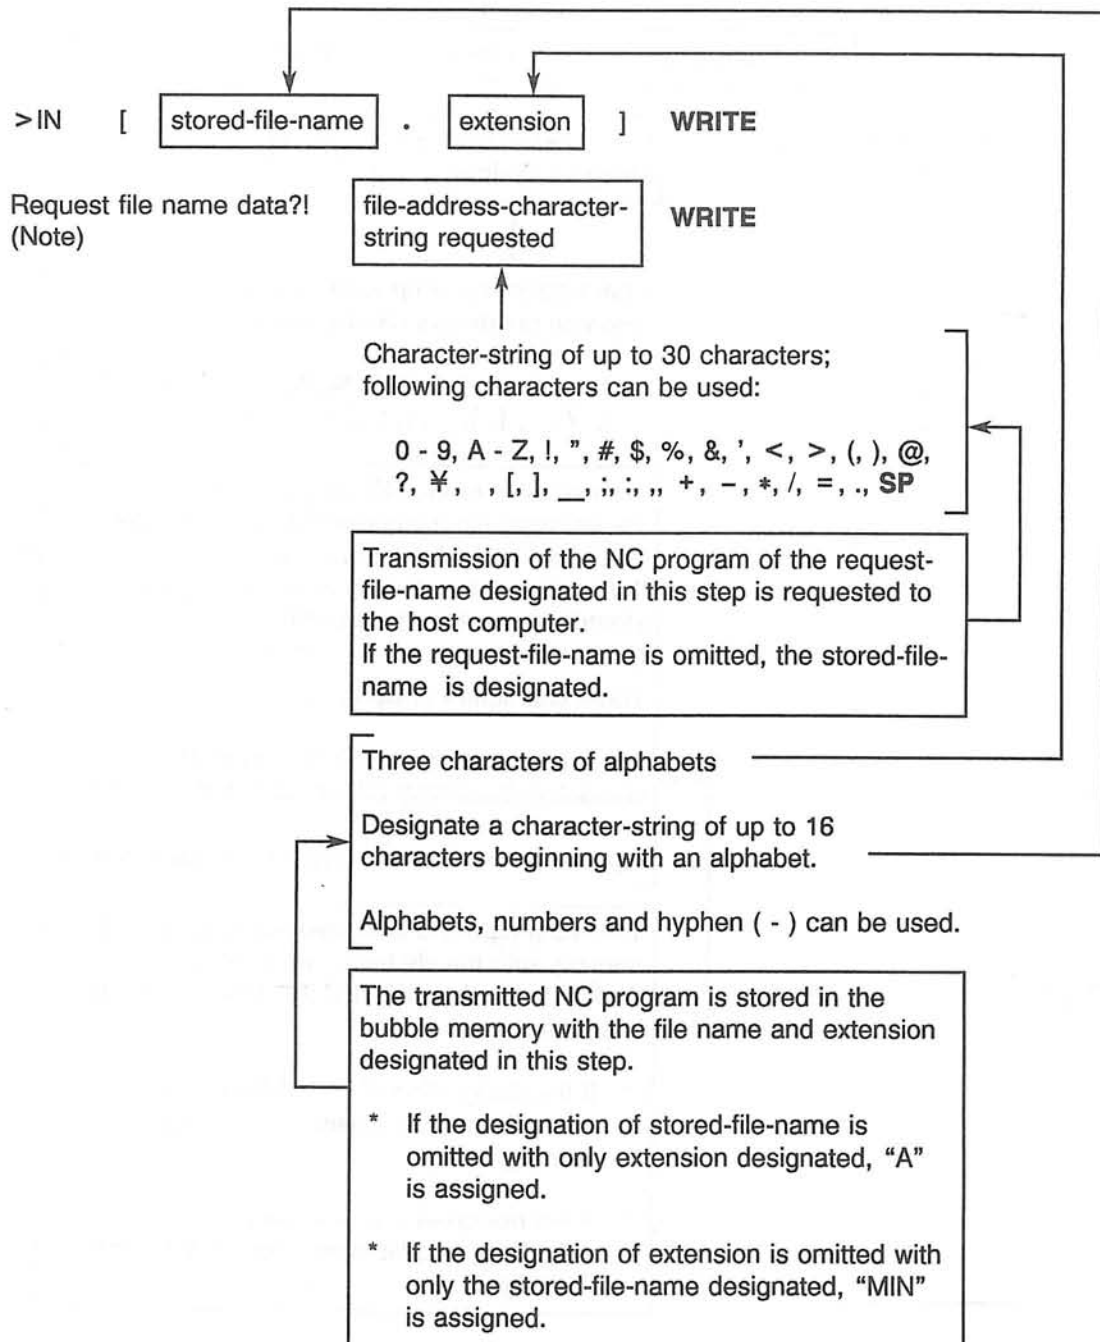 >IN [ stored-file-name . extension ] WRITE
Request file name data?! file-address-character- WRITE
(Note) string requested
Character-string of up to 30 characters;
following characters can be used:
0 - 9, A - Z, !, ", #, $, %, &, ', <, >, (, ), @,
?, ¥, , [, ], __, ;, :, ,, +, -, *, /, =, ., SP
Transmission of the NC program of the request-
file-name designated in this step is requested to
the host computer.
If the request-file-name is omitted, the stored-file-
name is designated.
Three characters of alphabets
Designate a character-string of up to 16
characters beginning with an alphabet.
Alphabets, numbers and hyphen ( - ) can be used.
The transmitted NC program is stored in the
bubble memory with the file name and extension
designated in this step.
* If the designation of stored-file-name is
omitted with only extension designated, “A”
is assigned.
* If the designation of extension is omitted with
only the stored-file-name designated, “MIN”
is assigned.